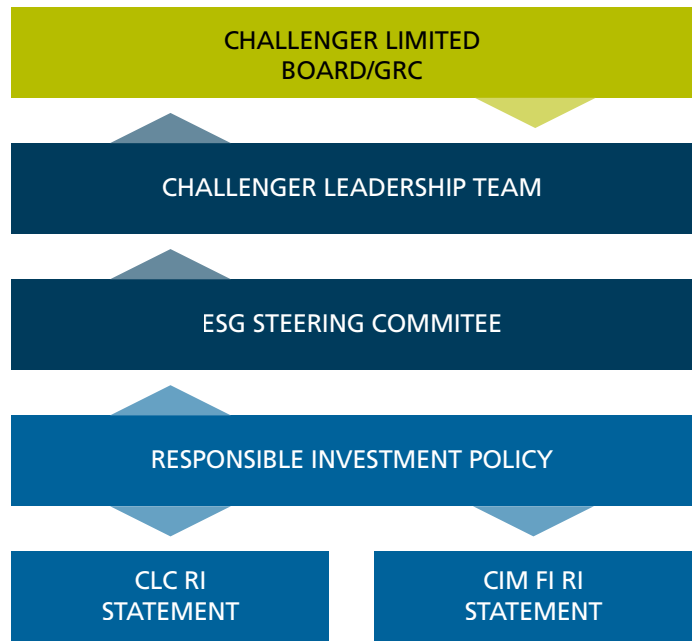 CHALLENGER LIMITED
BOARD/GRC
CHALLENGER LEADERSHIP TEAM
ESG STEERING COMMITEE
RESPONSIBLE INVESTMENT POLICY
CLC RI
STATEMENT
CIM FI RI
STATEMENT